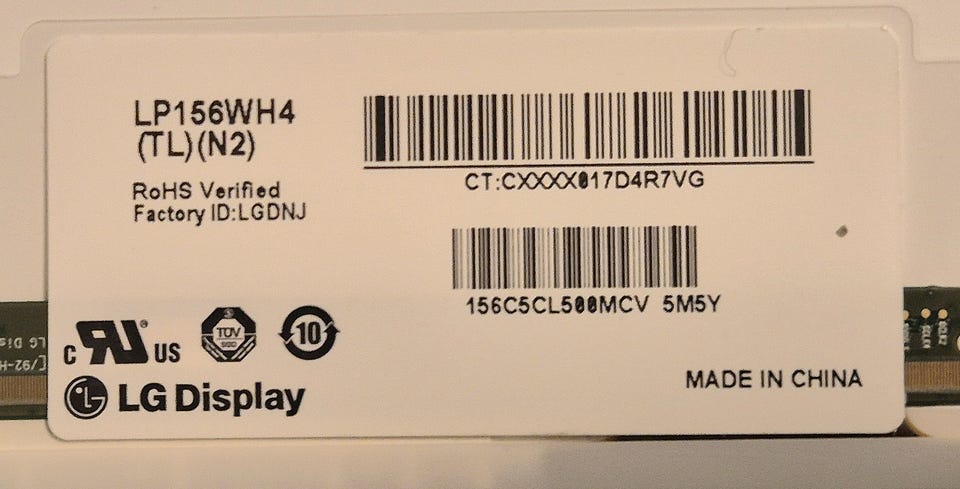 LP156WH4
(TL)(N2)
RoHS Verified
Factory ID:LGDNJ
CT:CXXXX017D4R7VG
156C5CL500MCV 5M5Y
c RU ® US
TÜV
10
LG Display
MADE IN CHINA